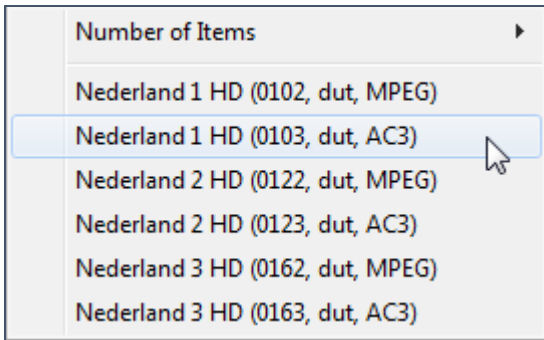 Number of Items
Nederland 1 HD (0102, dut, MPEG)
Nederland 1 HD (0103, dut, AC3)
Nederland 2 HD (0122, dut, MPEG)
Nederland 2 HD (0123, dut, AC3)
Nederland 3 HD (0162, dut, MPEG)
Nederland 3 HD (0163, dut, AC3)